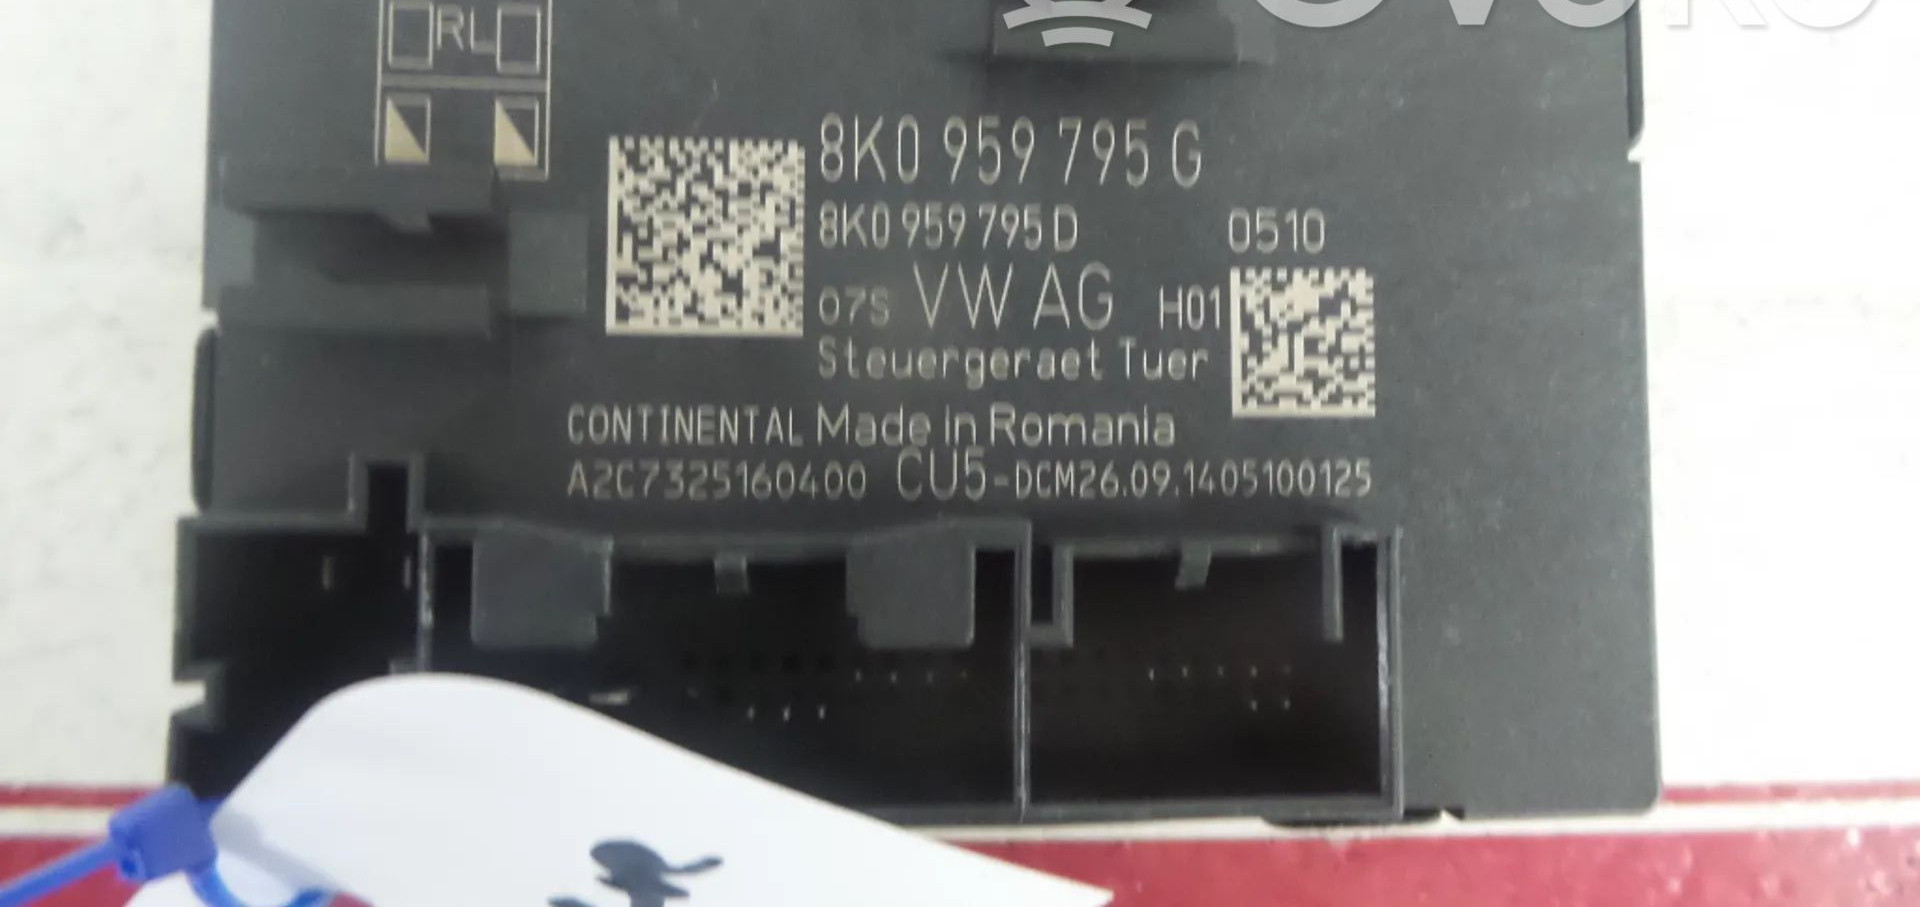 RL
8K0 959 795 G
8K0 959 795 D 0510
07S VW AG H01
Steuergeraet Tuer
CONTINENTAL Made in Romania
A2C7325160400 CU5-DCM26.09.1405100125